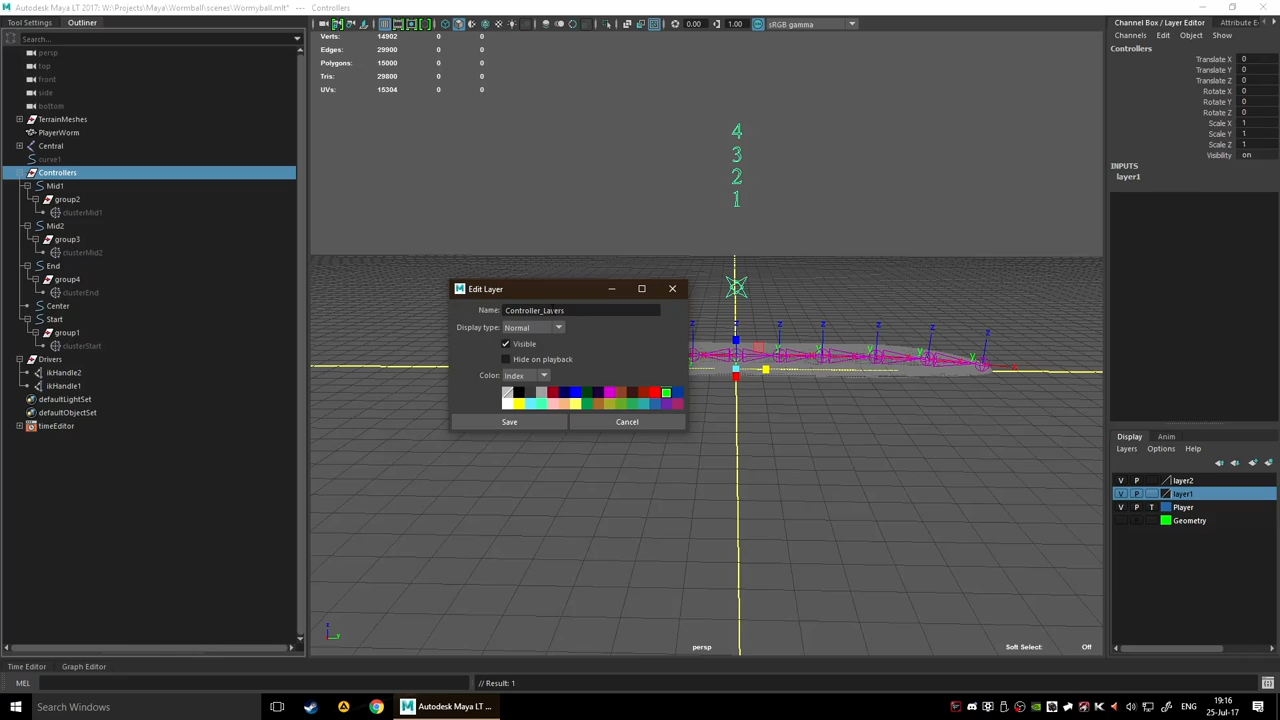 Autodesk Maya LT 2017: W:\Projects\Maya\Wormball\scenes\Wormyball.mlt* --- Controllers
Tool Settings
Outliner
Search...
persp
top
front
side
bottom
TerrainMeshes
PlayerWorm
Central
curve1
Controllers
Mid1
group2
clusterMid1
Mid2
group3
clusterMid2
End
group4
clusterEnd
Center
Start
group1
clusterStart
Drivers
ikHandle2
ikHandle1
defaultLightSet
defaultObjectSet
timeEditor
0.00
1.00
sRGB gamma
Verts: 14902 0 0
Edges: 29900 0 0
Polygons: 15000 0 0
Tris: 29800 0 0
UVs: 15304 0 0
4
3
2
1
Edit Layer
Name: Controller_Lavers
Display type: Normal
Visible
Hide on playback
Color: Index
Save
Cancel
z z z z z z
y y y y y
x
z
y
persp
Soft Select: Off
Channel Box / Layer Editor
Attribute E
Channels Edit Object Show
Controllers
Translate X 0
Translate Y 0
Translate Z 0
Rotate X 0
Rotate Y 0
Rotate Z 0
Scale X 1
Scale Y 1
Scale Z 1
Visibility on
INPUTS
layer1
Display Anim
Layers Options Help
V P layer2
V P layer1
V P T Player
Geometry
Time Editor
Graph Editor
MEL
// Result: 1
Search Windows
Autodesk Maya LT ...
ENG
19:16
25-Jul-17